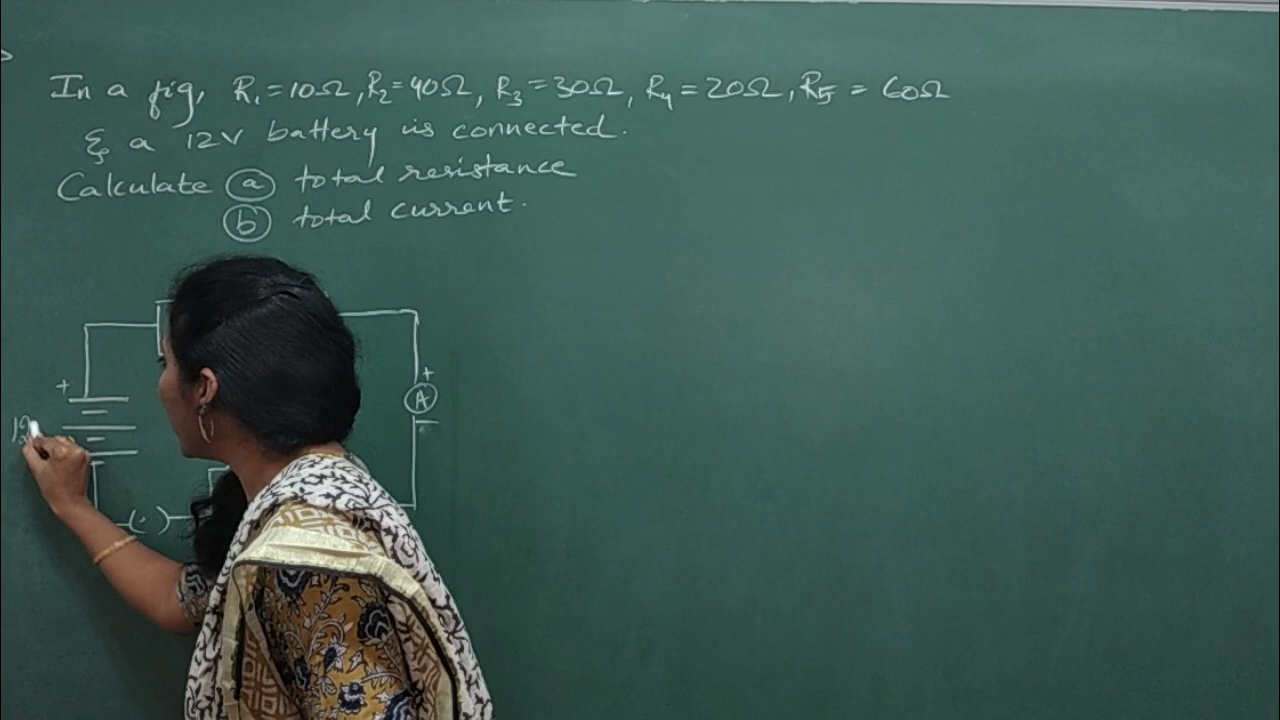 In a fig, R₁=10Ω, R₂=40Ω, R₃=30Ω, R₄=20Ω, R₅=60Ω
& a 12V battery is connected.
Calculate (a) total resistance
(b) total current.
+
+
A
-
12
(·)